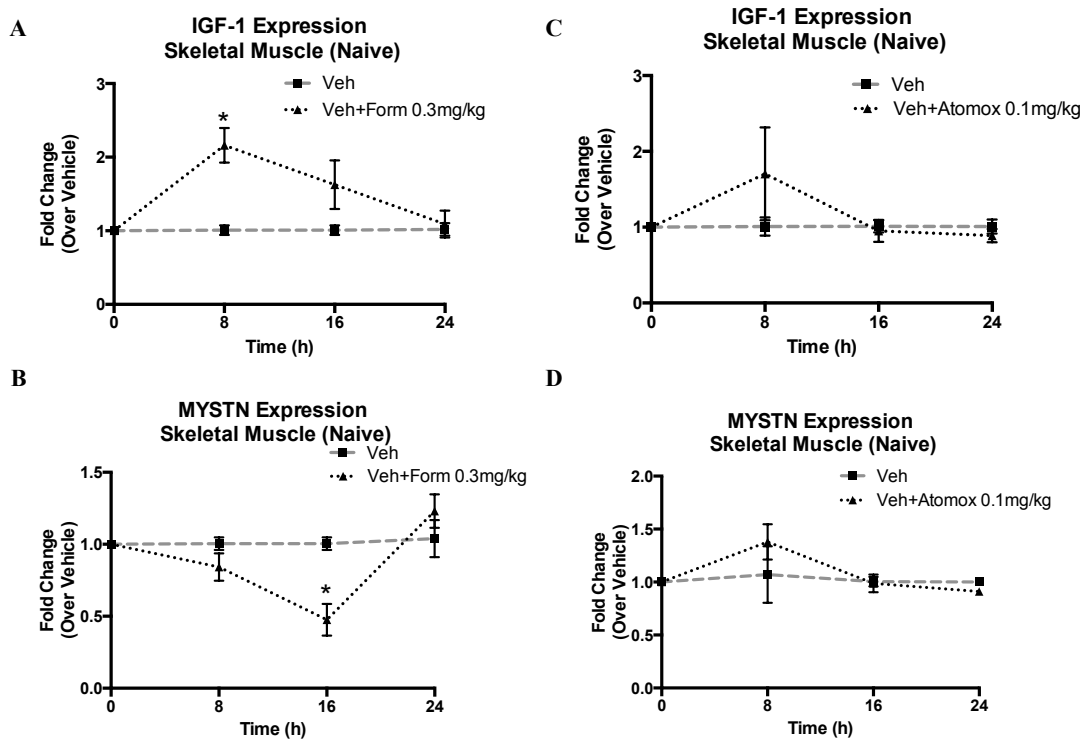 A
IGF-1 Expression
Skeletal Muscle (Naive)
Veh
Veh+Form 0.3mg/kg
3
2
1
0
*
Fold Change
(Over Vehicle)
0 8 16 24
Time (h)
B
MYSTN Expression
Skeletal Muscle (Naive)
Veh
Veh+Form 0.3mg/kg
1.5
1.0
0.5
0.0
*
Fold Change
(Over Vehicle)
0 8 16 24
Time (h)
C
IGF-1 Expression
Skeletal Muscle (Naive)
Veh
Veh+Atomox 0.1mg/kg
3
2
1
0
Fold Change
(Over Vehicle)
0 8 16 24
Time (h)
D
MYSTN Expression
Skeletal Muscle (Naive)
Veh
Veh+Atomox 0.1mg/kg
2.0
1.5
1.0
0.5
0.0
Fold Change
(Over Vehicle)
0 8 16 24
Time (h)